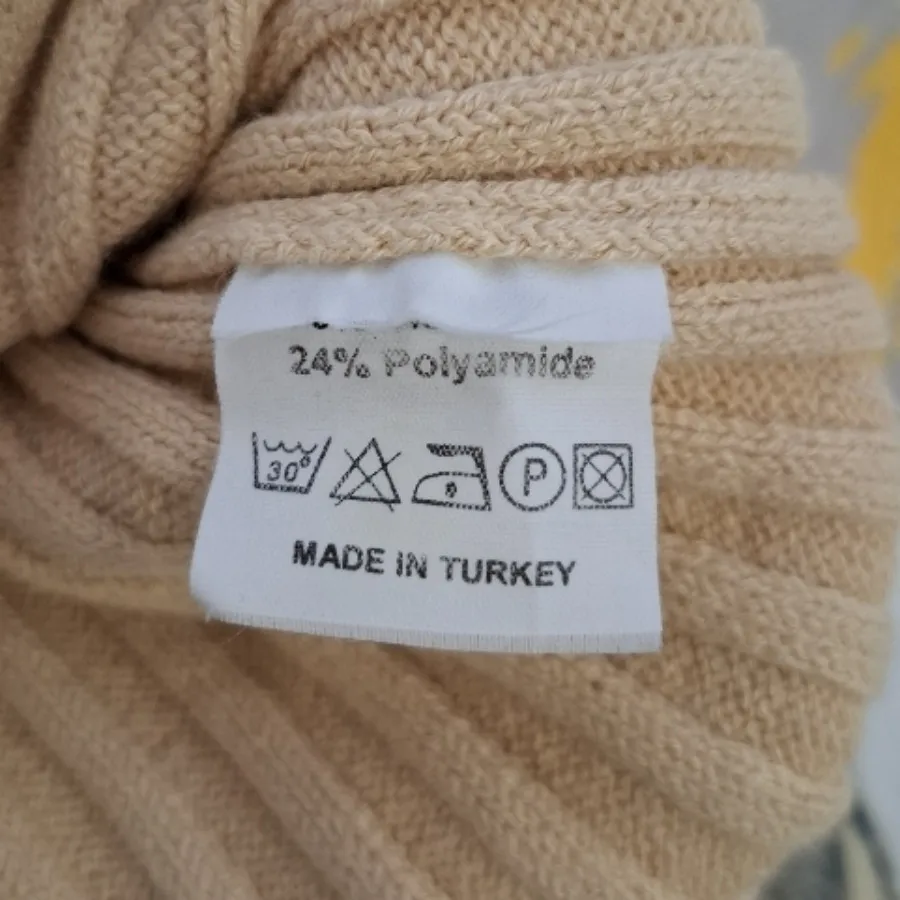 24% Polyamide
30°
P
MADE IN TURKEY